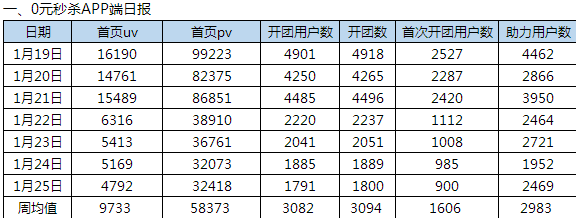 一、0元秒杀APP端日报
日期 首页uv 首页pv 开团用户数 开团数 首次开团用户数 助力用户数
1月19日 16190 99223 4901 4918 2527 4462
1月20日 14761 82375 4250 4265 2287 2866
1月21日 15489 86851 4485 4496 2420 3950
1月22日 6316 38910 2220 2237 1112 2464
1月23日 5413 36761 2041 2051 1008 2721
1月24日 5169 32073 1885 1889 985 1952
1月25日 4792 32418 1791 1800 900 2469
周均值 9733 58373 3082 3094 1606 2983